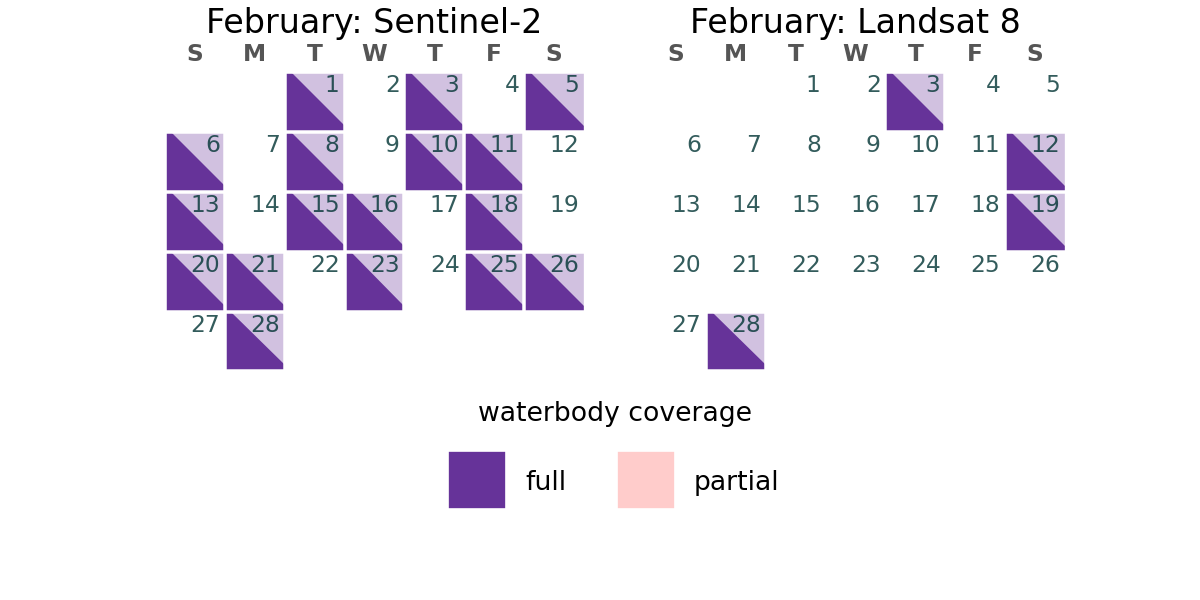 February: Sentinel-2
S M T W T F S
1 2 3 4 5
6 7 8 9 10 11 12
13 14 15 16 17 18 19
20 21 22 23 24 25 26
27 28
February: Landsat 8
S M T W T F S
1 2 3 4 5
6 7 8 9 10 11 12
13 14 15 16 17 18 19
20 21 22 23 24 25 26
27 28
waterbody coverage
full partial